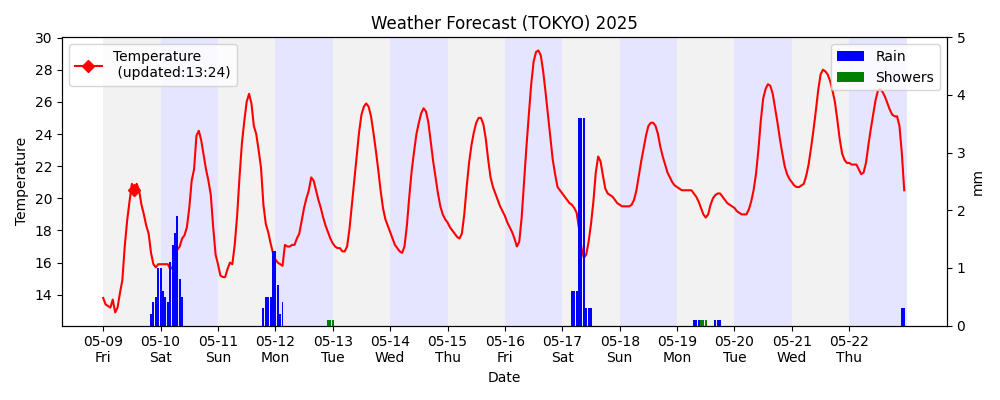 Weather Forecast (TOKYO) 2025
Temperature
(updated:13:24)
Rain
Showers
Temperature
30
28
26
24
22
20
18
16
14
5
4
3
2
1
0
mm
05-09 05-10 05-11 05-12 05-13 05-14 05-15 05-16 05-17 05-18 05-19 05-20 05-21 05-22
Fri Sat Sun Mon Tue Wed Thu Fri Sat Sun Mon Tue Wed Thu
Date